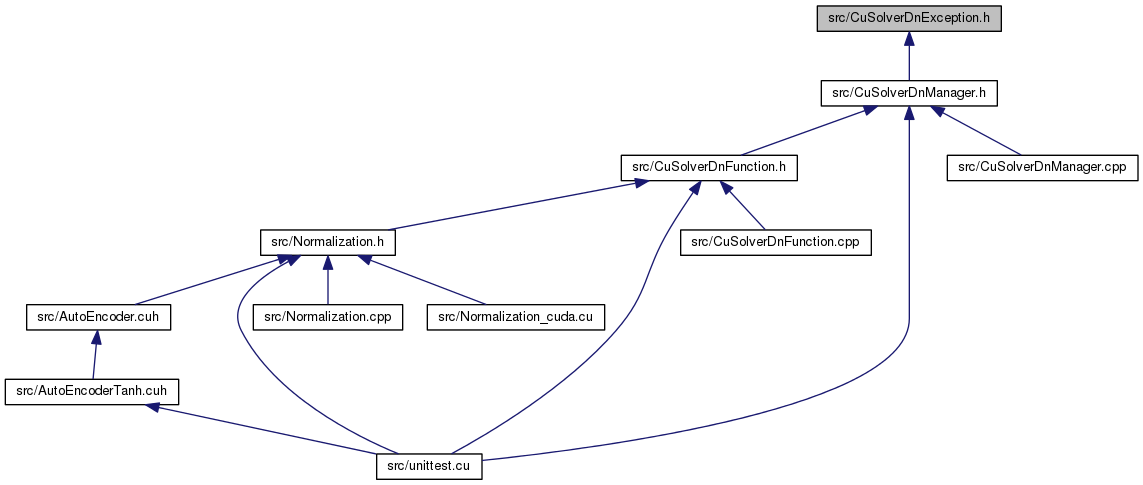 src/CuSolverDnException.h
src/CuSolverDnManager.h
src/CuSolverDnFunction.h
src/CuSolverDnManager.cpp
src/Normalization.h
src/CuSolverDnFunction.cpp
src/AutoEncoder.cuh
src/Normalization.cpp
src/Normalization_cuda.cu
src/AutoEncoderTanh.cuh
src/unittest.cu